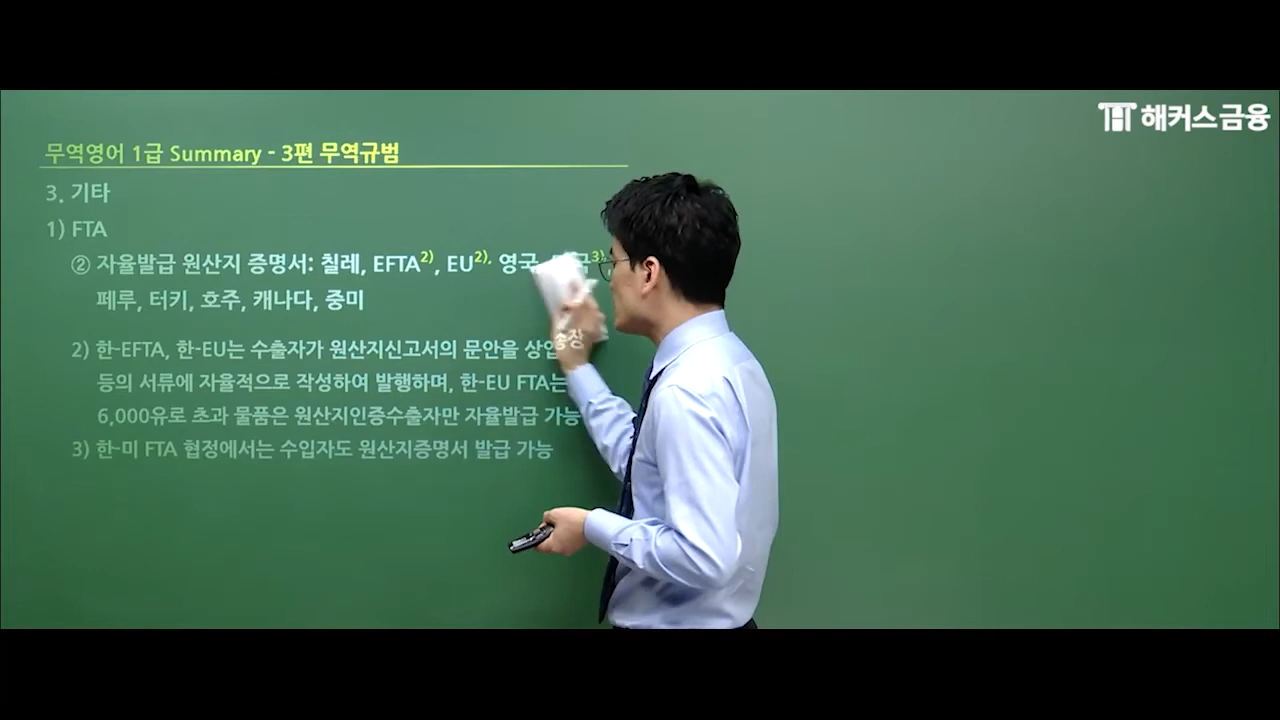 해커스금융
무역영어 1급 Summary - 3편 무역규범
3. 기타
1) FTA
② 자율발급 원산지 증명서: 칠레, EFTA2), EU2), 영국, 3),
페루, 터키, 호주, 캐나다, 중미
2) 한-EFTA, 한-EU는 수출자가 원산지신고서의 문안을 송장
등의 서류에 자율적으로 작성하여 발행하며, 한-EU FTA는
6,000유로 초과 물품은 원산지인증수출자만 자율발급 가능
3) 한-미 FTA 협정에서는 수입자도 원산지증명서 발급 가능